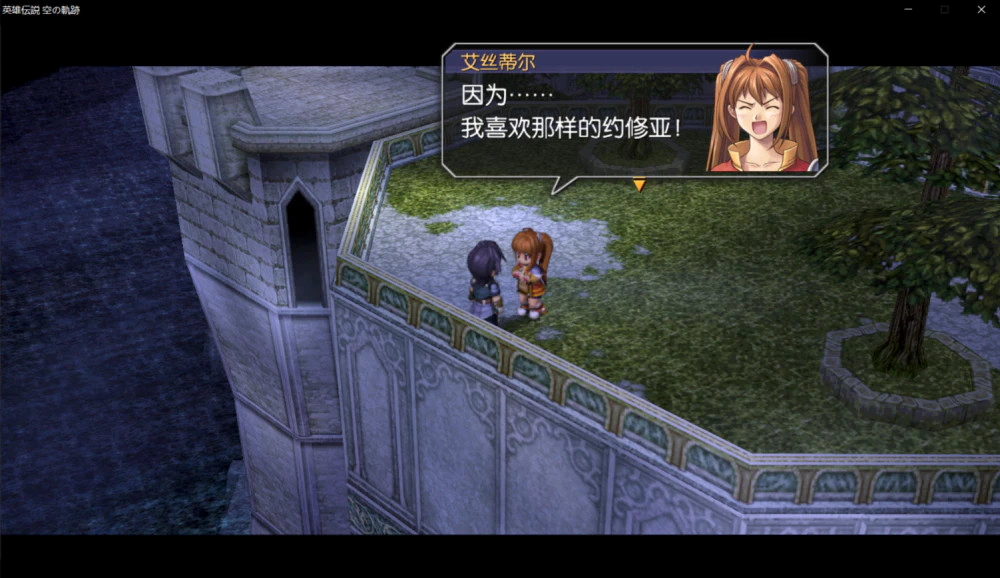 英雄伝説 空の軌跡
艾丝蒂尔
因为……
我喜欢那样的约修亚！